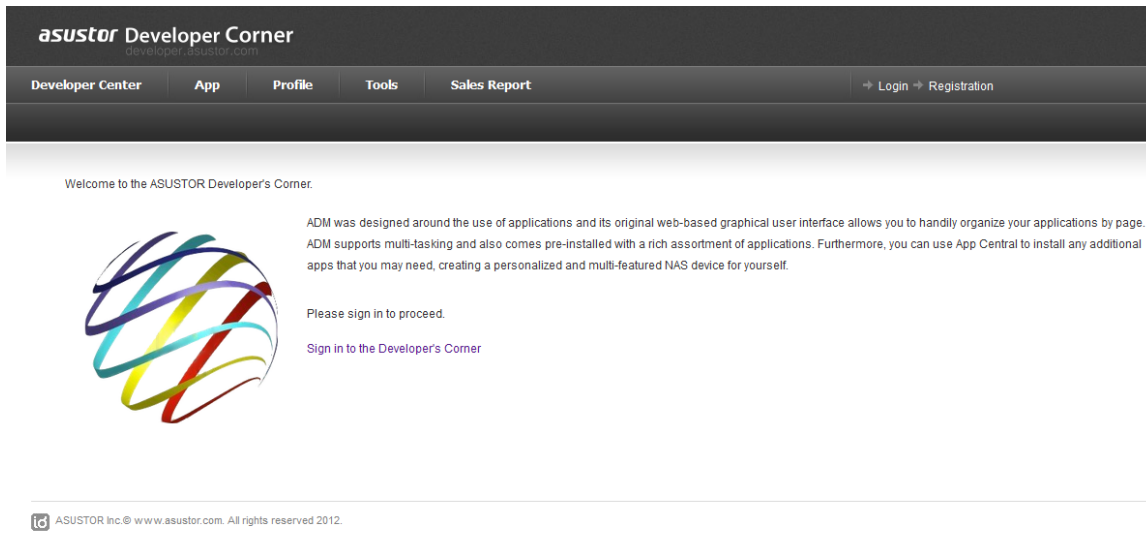 asustor Developer Corner
developer.asustor.com
Developer Center App Profile Tools Sales Report Login Registration
Welcome to the ASUSTOR Developer's Corner.
ADM was designed around the use of applications and its original web-based graphical user interface allows you to handily organize your applications by page.
ADM supports multi-tasking and also comes pre-installed with a rich assortment of applications. Furthermore, you can use App Central to install any additional
apps that you may need, creating a personalized and multi-featured NAS device for yourself.
Please sign in to proceed.
Sign in to the Developer's Corner
id ASUSTOR Inc.© www.asustor.com. All rights reserved 2012.